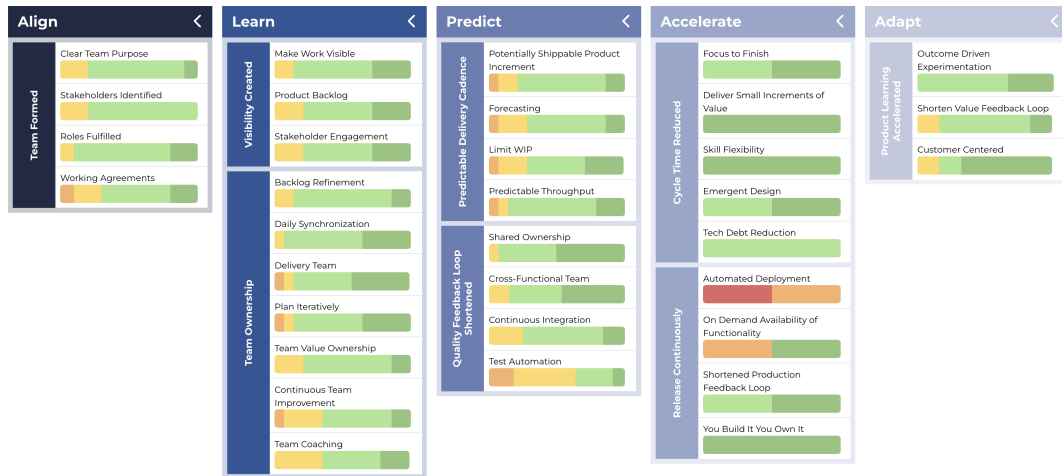 Align
Team Formed
Clear Team Purpose
Stakeholders Identified
Roles Fulfilled
Working Agreements
Learn
Visibility Created
Make Work Visible
Product Backlog
Stakeholder Engagement
Team Ownership
Backlog Refinement
Daily Synchronization
Delivery Team
Plan Iteratively
Team Value Ownership
Continuous Team
Improvement
Team Coaching
Predict
Predictable Delivery Cadence
Potentially Shippable Product
Increment
Forecasting
Limit WIP
Predictable Throughput
Quality Feedback Loop
Shortened
Shared Ownership
Cross-Functional Team
Continuous Integration
Test Automation
Accelerate
Cycle Time Reduced
Focus to Finish
Deliver Small Increments of
Value
Skill Flexibility
Emergent Design
Tech Debt Reduction
Release Continuously
Automated Deployment
On Demand Availability of
Functionality
Shortened Production
Feedback Loop
You Build It You Own It
Adapt
Product Learning
Accelerated
Outcome Driven
Experimentation
Shorten Value Feedback Loop
Customer Centered